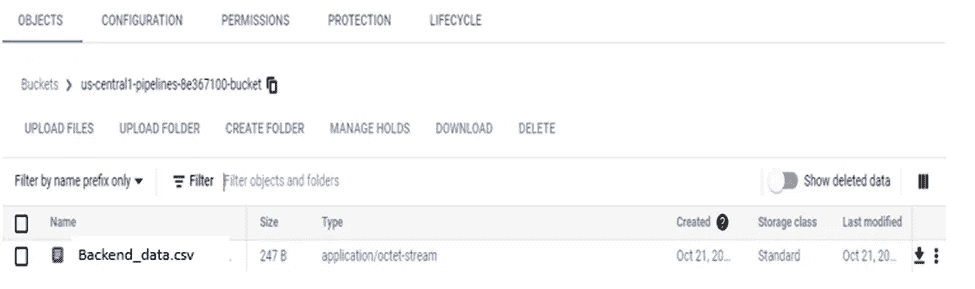 OBJECTS CONFIGURATION PERMISSIONS PROTECTION LIFECYCLE
Buckets > us-central1-pipelines-8e367100-bucket
UPLOAD FILES UPLOAD FOLDER CREATE FOLDER MANAGE HOLDS DOWNLOAD DELETE
Filter by name prefix only Filter Filter objects and folders Show deleted data
Name Size Type Created ? Storage class Last modified
Backend_data.csv 247 B application/octet-stream Oct 21, 20... Standard Oct 21, 20...